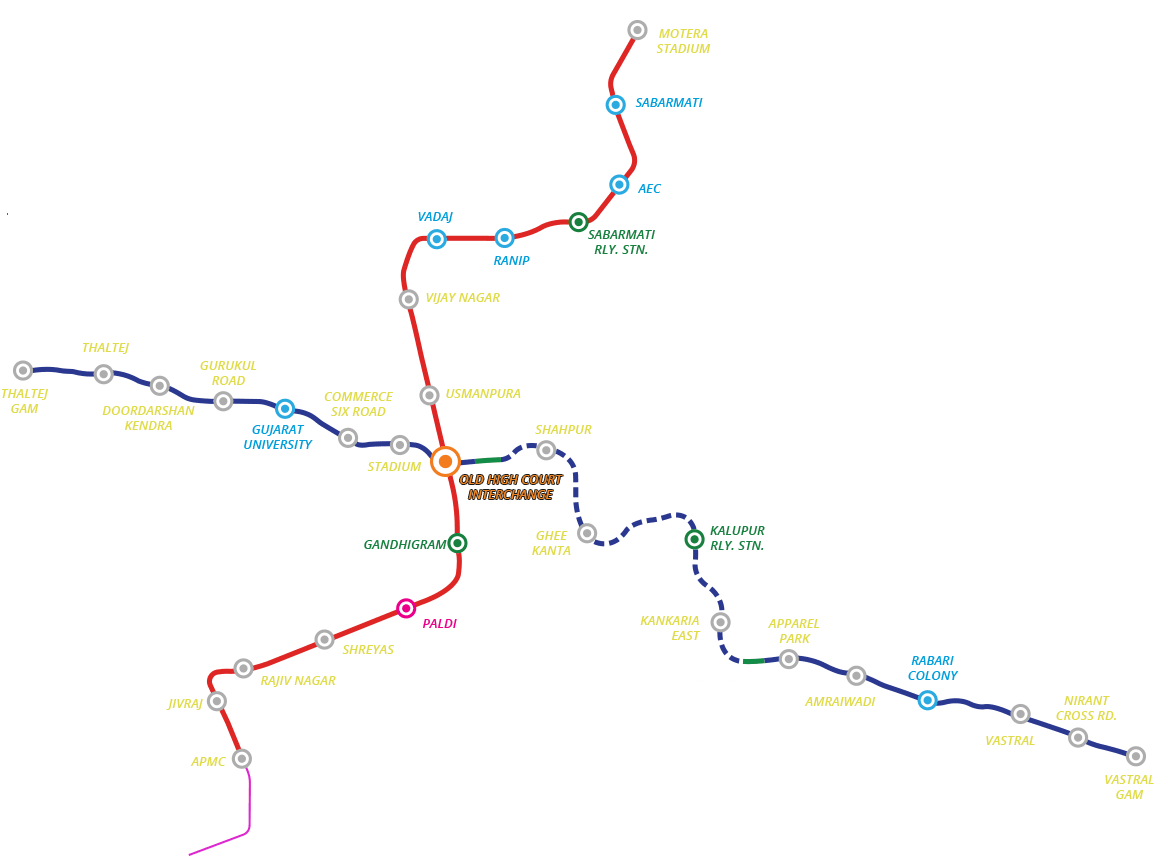 MOTERA
STADIUM
SABARMATI
AEC
VADAJ
SABARMATI
RLY. STN.
RANIP
VIJAY NAGAR
THALTEJ
GURUKUL
ROAD
THALTEJ
GAM
USMANPURA
COMMERCE
SIX ROAD
DOORDARSHAN
KENDRA
GUJARAT
UNIVERSITY
SHAHPUR
STADIUM
OLD HIGH COURT
INTERCHANGE
GHEE
KANTA
KALUPUR
RLY. STN.
GANDHIGRAM
PALDI
KANKARIA
EAST
APPAREL
PARK
SHREYAS
RABARI
COLONY
RAJIV NAGAR
JIVRAJ
AMRAIWADI
NIRANT
CROSS RD.
VASTRAL
APMC
VASTRAL
GAM